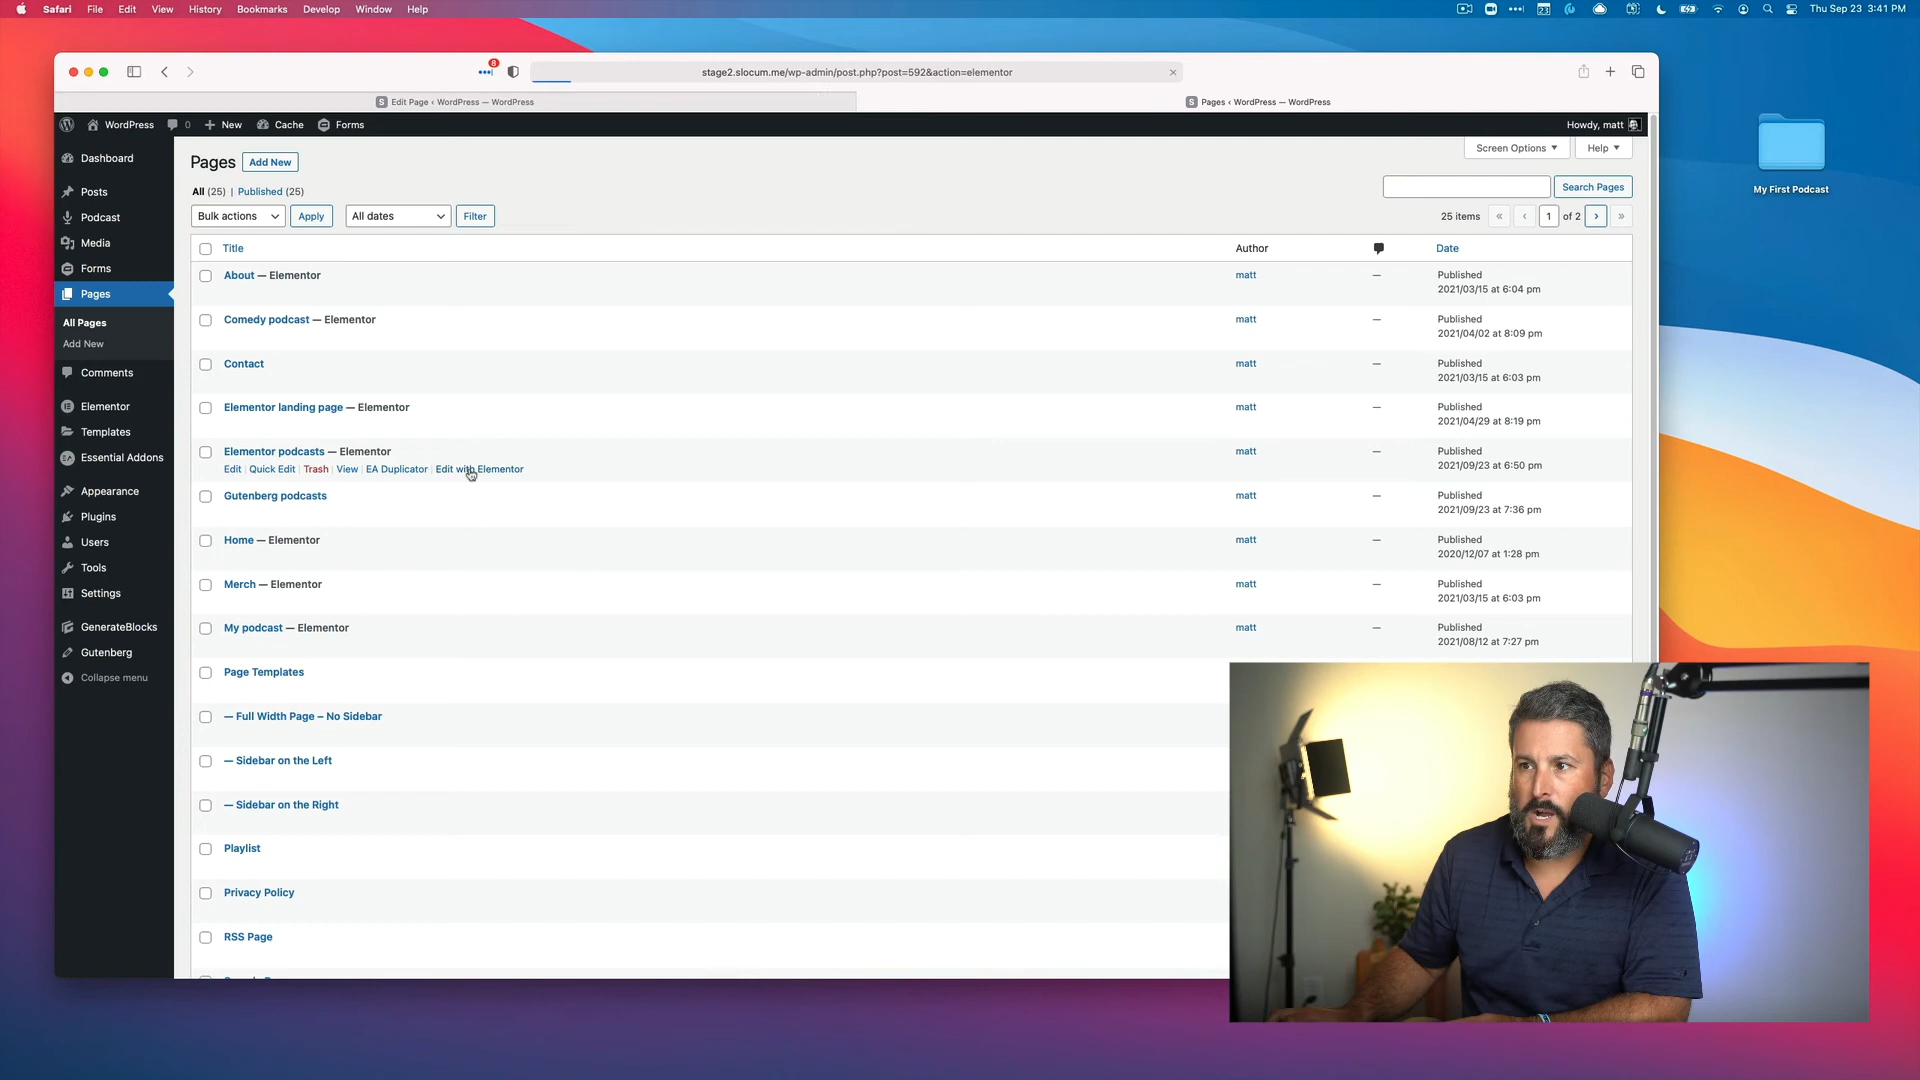 Safari File Edit View History Bookmarks Develop Window Help
23
Thu Sep 23 3:41 PM
8
stage2.slocum.me/wp-admin/post.php?post=592&action=elementor
S Edit Page ‹ WordPress — WordPress
S Pages ‹ WordPress — WordPress
WordPress 0 New Cache Forms
Howdy, matt
Dashboard
Posts
Podcast
Media
Forms
Pages
All Pages
Add New
Comments
Elementor
Templates
EA Essential Addons
Appearance
Plugins
Users
Tools
Settings
GenerateBlocks
Gutenberg
Collapse menu
Pages Add New
Screen Options Help
All (25) | Published (25)
Search Pages
Bulk actions Apply All dates Filter
25 items « ‹ 1 of 2 › »
Title Author Date
About — Elementor matt — Published
2021/03/15 at 6:04 pm
Comedy podcast — Elementor matt — Published
2021/04/02 at 8:09 pm
Contact matt — Published
2021/03/15 at 6:03 pm
Elementor landing page — Elementor matt — Published
2021/04/29 at 8:19 pm
Elementor podcasts — Elementor matt — Published
Edit | Quick Edit | Trash | View | EA Duplicator | Edit with Elementor
2021/09/23 at 6:50 pm
Gutenberg podcasts matt — Published
2021/09/23 at 7:36 pm
Home — Elementor matt — Published
2020/12/07 at 1:28 pm
Merch — Elementor matt — Published
2021/03/15 at 6:03 pm
My podcast — Elementor matt — Published
2021/08/12 at 7:27 pm
Page Templates
— Full Width Page – No Sidebar
— Sidebar on the Left
— Sidebar on the Right
Playlist
Privacy Policy
RSS Page
My First Podcast